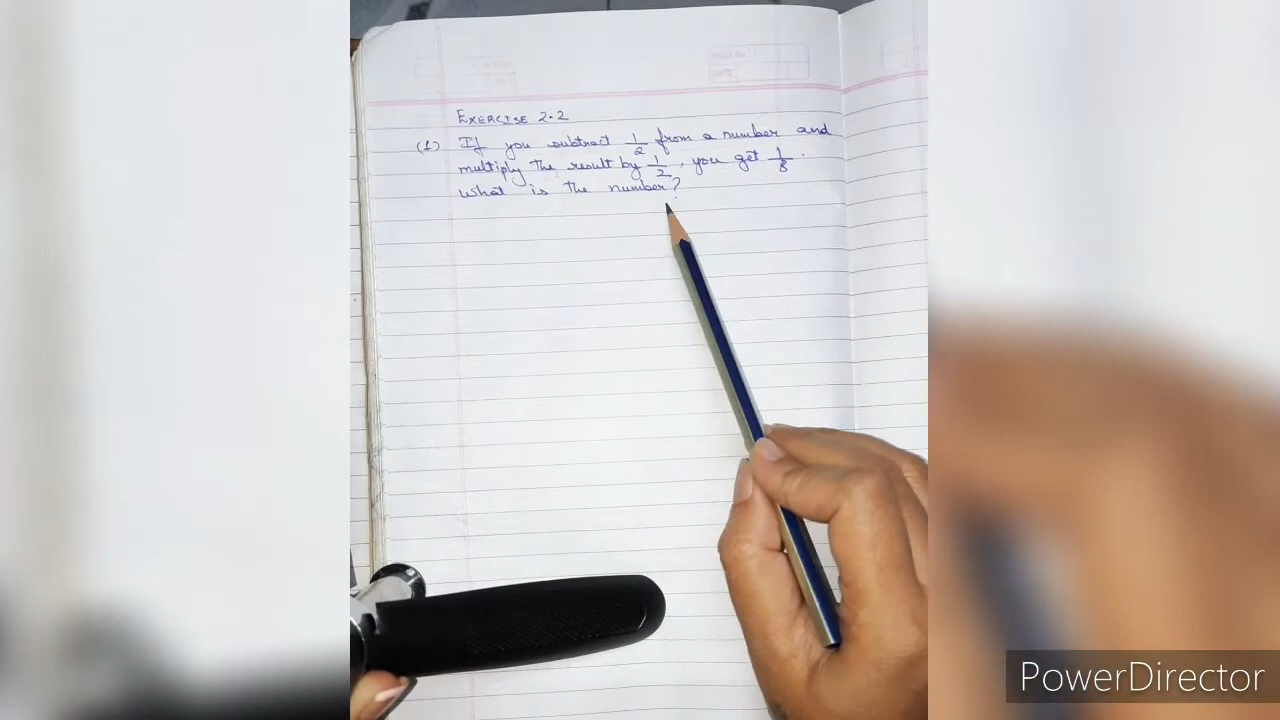 EXERCISE 2.2
(1) If you subtract 1/2 from a number and
multiply the result by 1/2, you get 1/8.
What is the number?
PowerDirector